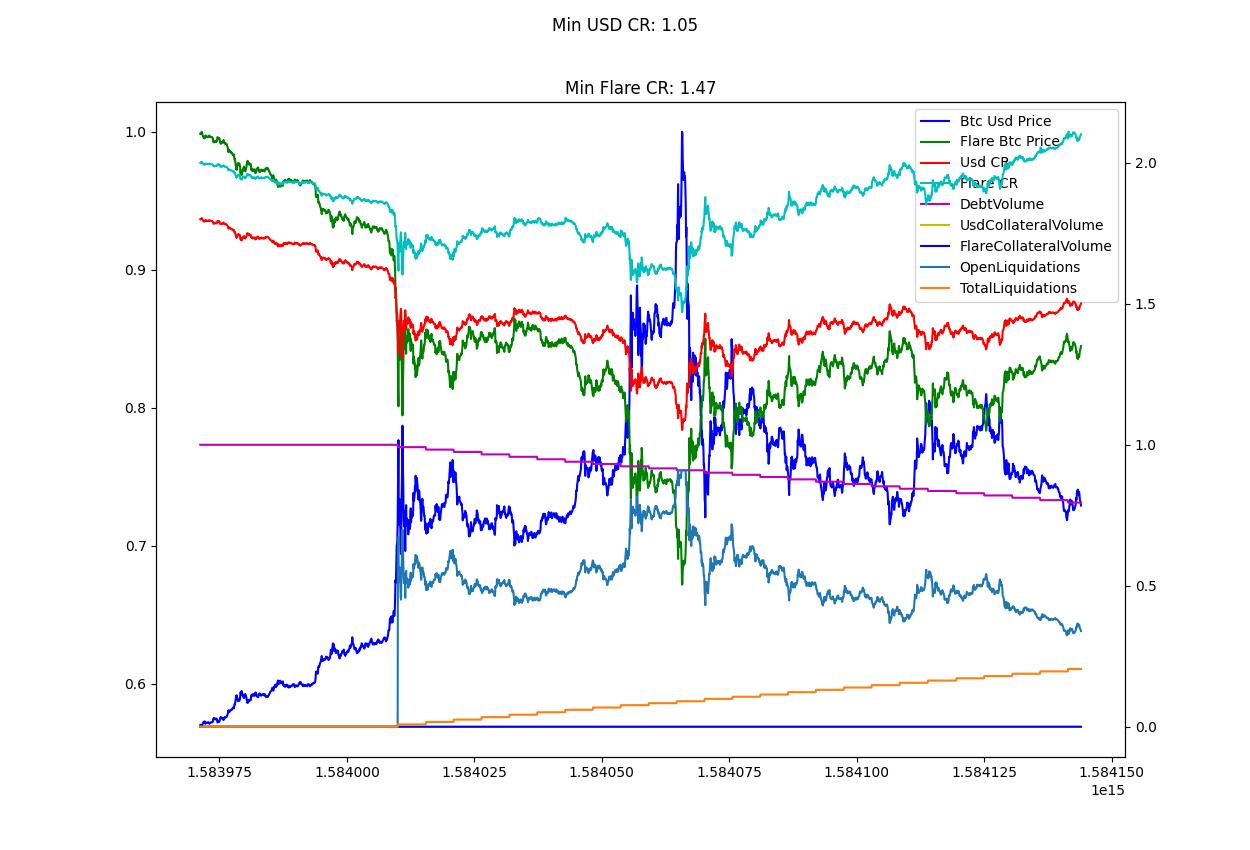 Min USD CR: 1.05
Min Flare CR: 1.47
1.0
0.9
0.8
0.7
0.6
Btc Usd Price
Flare Btc Price
Usd CR
Flare CR
DebtVolume
UsdCollateralVolume
FlareCollateralVolume
OpenLiquidations
TotalLiquidations
2.0
1.5
1.0
0.5
0.0
1.583975 1.584000 1.584025 1.584050 1.584075 1.584100 1.584125 1.584150
1e15